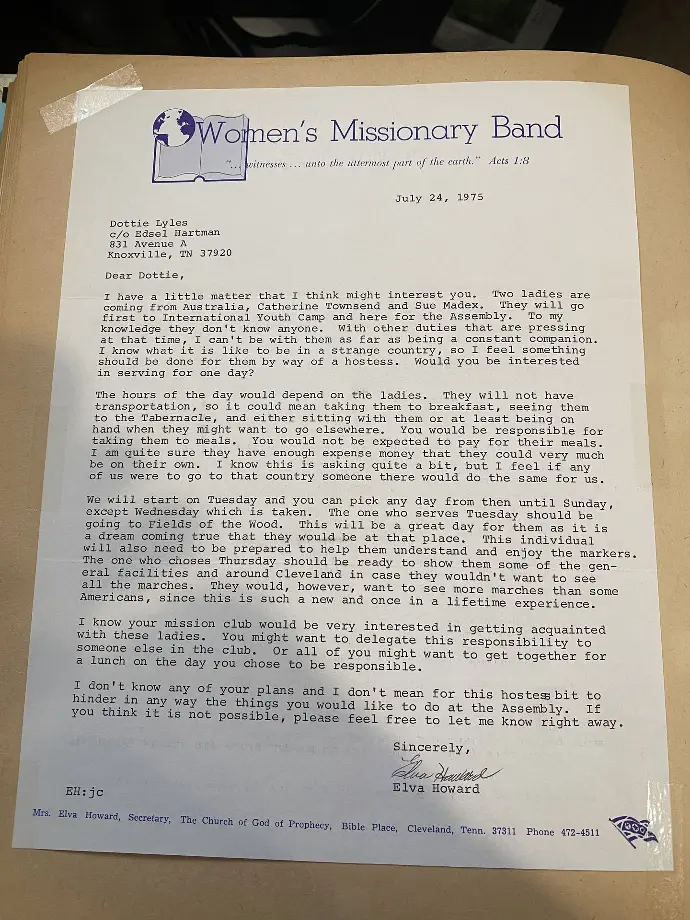 Women's Missionary Band
"... witnesses ... unto the uttermost part of the earth." Acts 1:8
July 24, 1975
Dottie Lyles
c/o Edsel Hartman
831 Avenue A
Knoxville, TN 37920
Dear Dottie,
I have a little matter that I think might interest you. Two ladies are
coming from Australia, Catherine Townsend and Sue Madex. They will go
first to International Youth Camp and here for the Assembly. To my
knowledge they don't know anyone. With other duties that are pressing
at that time, I can't be with them as far as being a constant companion.
I know what it is like to be in a strange country, so I feel something
should be done for them by way of a hostess. Would you be interested
in serving for one day?
The hours of the day would depend on the ladies. They will not have
transportation, so it could mean taking them to breakfast, seeing them
to the Tabernacle, and either sitting with them or at least being on
hand when they might want to go elsewhere. You would be responsible for
taking them to meals. You would not be expected to pay for their meals.
I am quite sure they have enough expense money that they could very much
be on their own. I know this is asking quite a bit, but I feel if any
of us were to go to that country someone there would do the same for us.
We will start on Tuesday and you can pick any day from then until Sunday,
except Wednesday which is taken. The one who serves Tuesday should be
going to Fields of the Wood. This will be a great day for them as it is
a dream coming true that they would be at that place. This individual
will also need to be prepared to help them understand and enjoy the markers.
The one who choses Thursday should be ready to show them some of the gen-
eral facilities and around Cleveland in case they wouldn't want to see
all the marches. They would, however, want to see more marches than some
Americans, since this is such a new and once in a lifetime experience.
I know your mission club would be very interested in getting acquainted
with these ladies. You might want to delegate this responsibility to
someone else in the club. Or all of you might want to get together for
a lunch on the day you chose to be responsible.
I don't know any of your plans and I don't mean for this hostess bit to
hinder in any way the things you would like to do at the Assembly. If
you think it is not possible, please feel free to let me know right away.
Sincerely,
Elva Howard
Elva Howard
EH:jc
Mrs. Elva Howard, Secretary, The Church of God of Prophecy, Bible Place, Cleveland, Tenn. 37311 Phone 472-4511